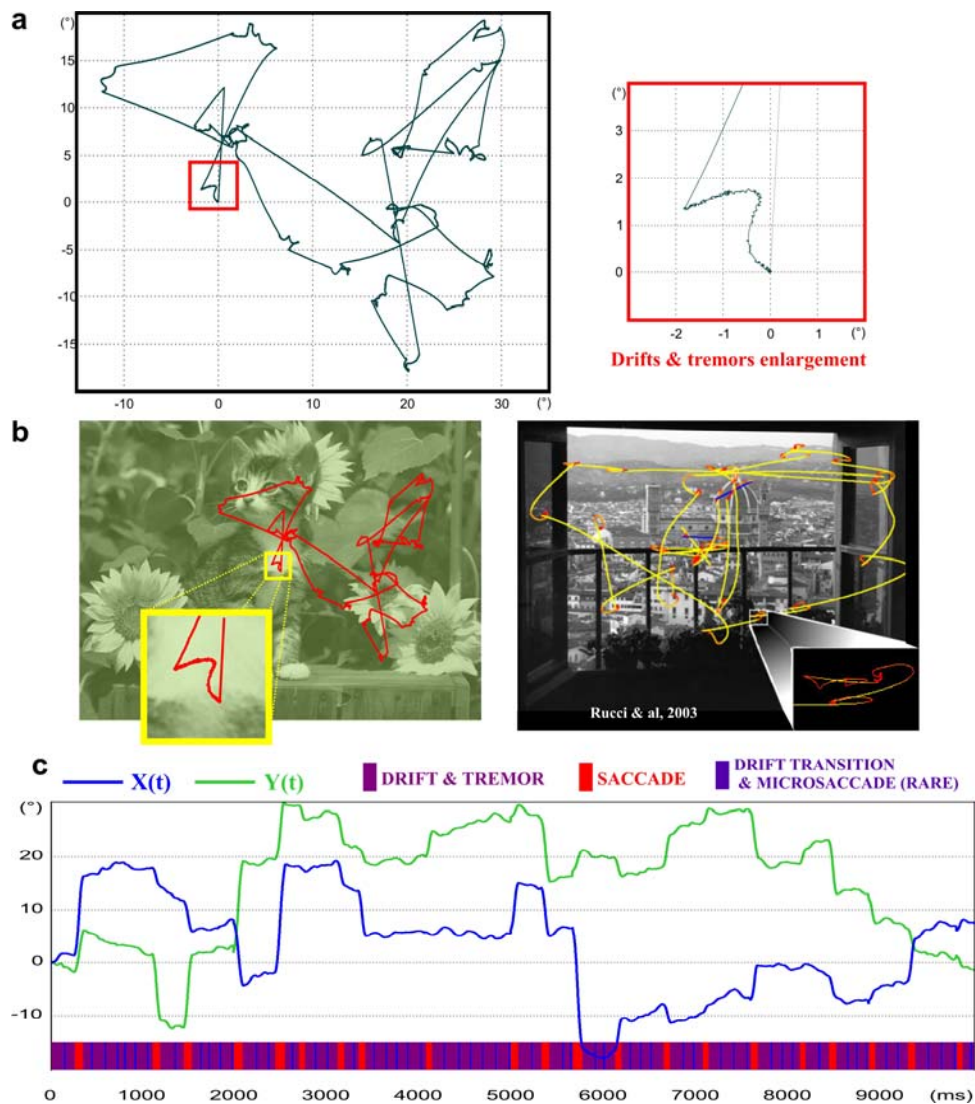 a
(°)
15
10
5
0
-5
-10
-15
-10 0 10 20 30 (°)
(°)
3
2
1
0
-2 -1 0 1 (°)
Drifts & tremors enlargement
b
Rucci & al, 2003
c
X(t) Y(t) DRIFT & TREMOR SACCADE DRIFT TRANSITION
& MICROSACCADE (RARE)
(°)
20
10
0
-10
0 1000 2000 3000 4000 5000 6000 7000 8000 9000 (ms)